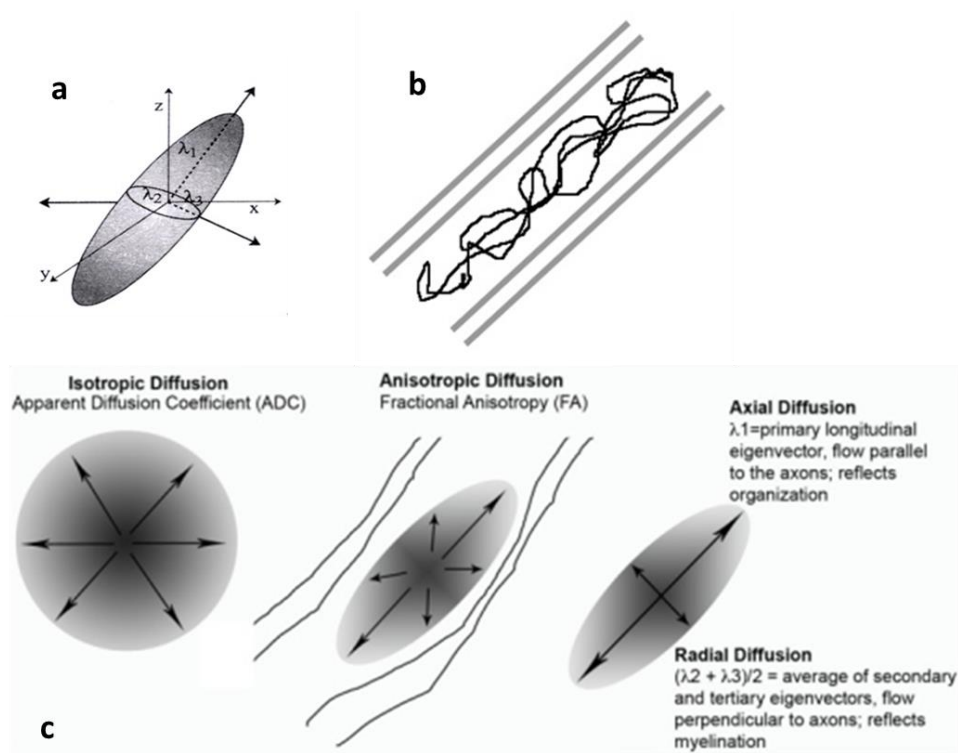 a
z
λ1
λ2
λ3
x
y
b
Isotropic Diffusion
Apparent Diffusion Coefficient (ADC)
Anisotropic Diffusion
Fractional Anisotropy (FA)
Axial Diffusion
λ1=primary longitudinal
eigenvector, flow parallel
to the axons; reflects
organization
Radial Diffusion
(λ2 + λ3)/2 = average of secondary
and tertiary eigenvectors, flow
perpendicular to axons; reflects
myelination
c